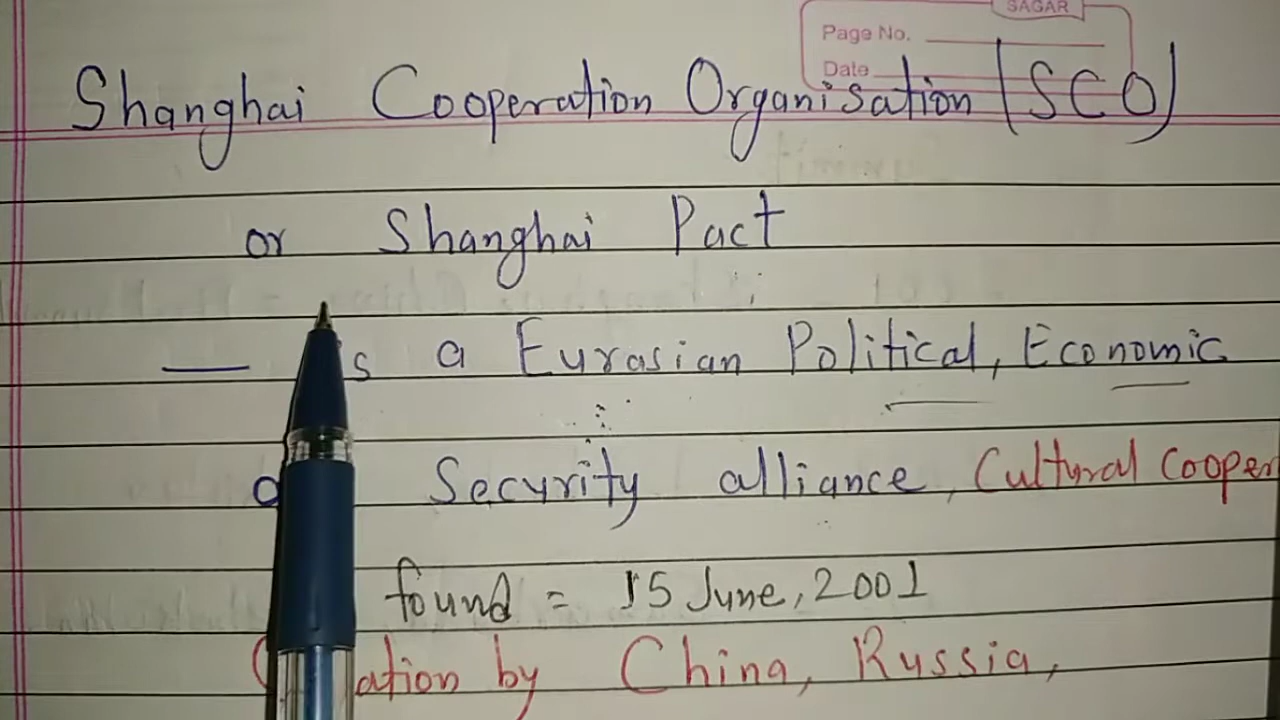 SAGAR
Page No.
Date
Shanghai Cooperation Organisation (SCO)
or Shanghai Pact
is a Eurasian Political, Economic
Security alliance, Cultural Cooper
found = 15 June, 2001
by China, Russia,